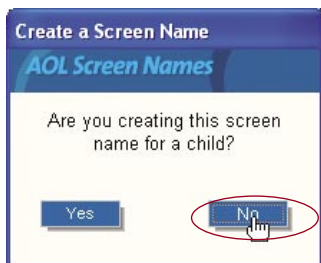 Create a Screen Name
AOL Screen Names
Are you creating this screen
name for a child?
Yes
No